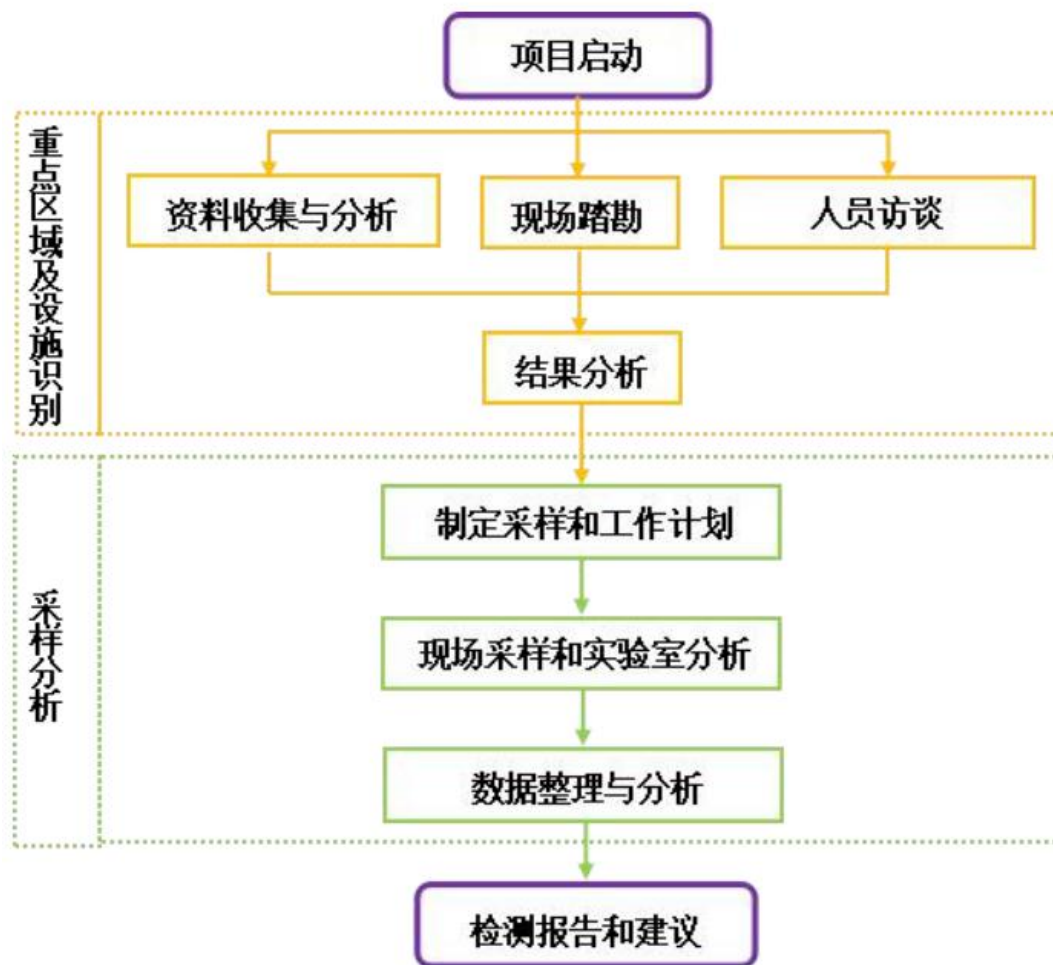 项目启动
重点区域及设施识别
资料收集与分析
现场踏勘
人员访谈
结果分析
采样分析
制定采样和工作计划
现场采样和实验室分析
数据整理与分析
检测报告和建议